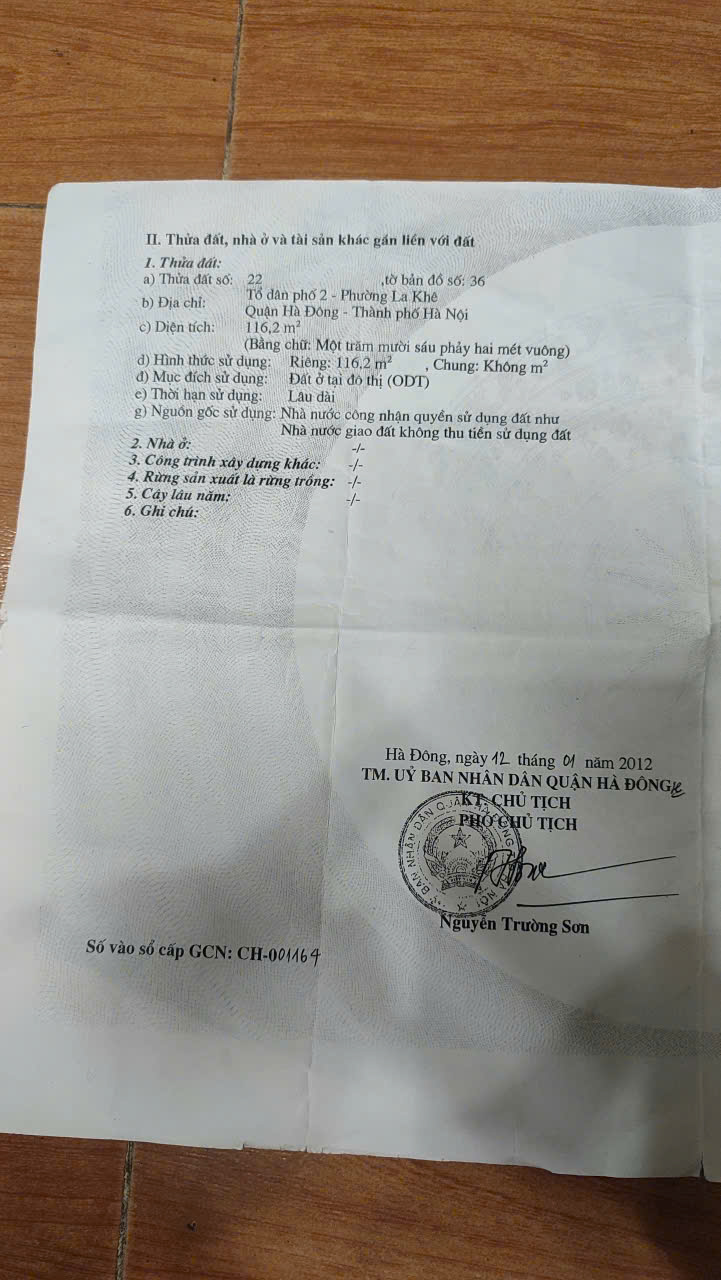 II. Thửa đất, nhà ở và tài sản khác gắn liền với đất
1. Thửa đất:
a) Thửa đất số: 22 ,tờ bản đồ số: 36
b) Địa chỉ: Tổ dân phố 2 - Phường La Khê
Quận Hà Đông - Thành phố Hà Nội
c) Diện tích: 116,2 m²
(Bằng chữ: Một trăm mười sáu phảy hai mét vuông)
d) Hình thức sử dụng: Riêng: 116,2 m² , Chung: Không m²
đ) Mục đích sử dụng: Đất ở tại đô thị (ODT)
e) Thời hạn sử dụng: Lâu dài
g) Nguồn gốc sử dụng: Nhà nước công nhận quyền sử dụng đất như
Nhà nước giao đất không thu tiền sử dụng đất
2. Nhà ở: -/-
3. Công trình xây dựng khác: -/-
4. Rừng sản xuất là rừng trồng: -/-
5. Cây lâu năm: -/-
6. Ghi chú:
Hà Đông, ngày 12 tháng 01 năm 2012
TM. UỶ BAN NHÂN DÂN QUẬN HÀ ĐÔNG
KT. CHỦ TỊCH
PHÓ CHỦ TỊCH
BAN NHÂN DÂN QUẬN
Nguyễn Trường Sơn
Số vào sổ cấp GCN: CH-001164